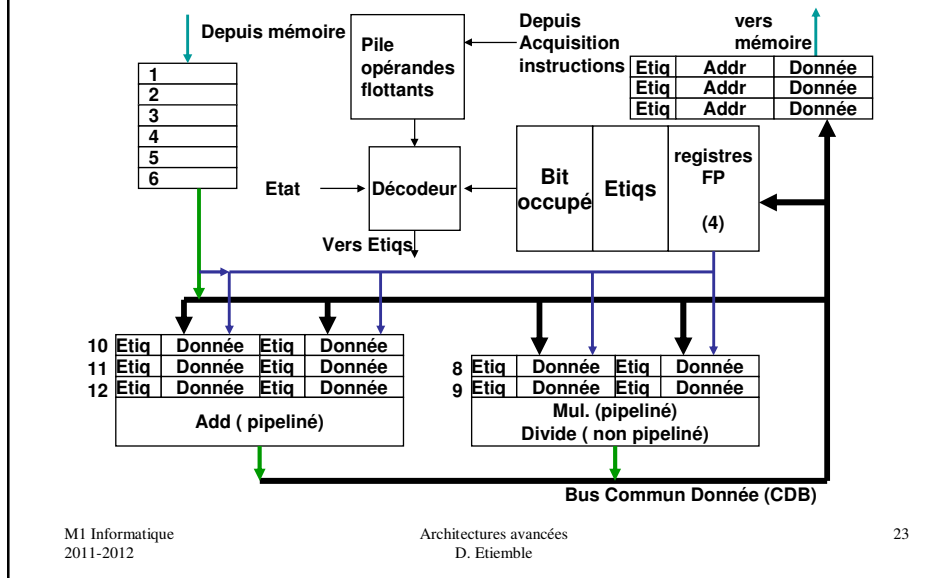 Depuis mémoire
Pile
opérandes
flottants
Depuis
Acquisition
instructions
vers
mémoire
Etiq Addr Donnée
Etiq Addr Donnée
Etiq Addr Donnée
1
2
3
4
5
6
Etat
Décodeur
Bit
occupé
Etiqs
registres
FP
(4)
Vers Etiqs
10 Etiq Donnée Etiq Donnée
11 Etiq Donnée Etiq Donnée
12 Etiq Donnée Etiq Donnée
Add ( pipeliné)
8 Etiq Donnée Etiq Donnée
9 Etiq Donnée Etiq Donnée
Mul. (pipeliné)
Divide ( non pipeliné)
Bus Commun Donnée (CDB)
M1 Informatique
2011-2012
Architectures avancées
D. Etiemble
23